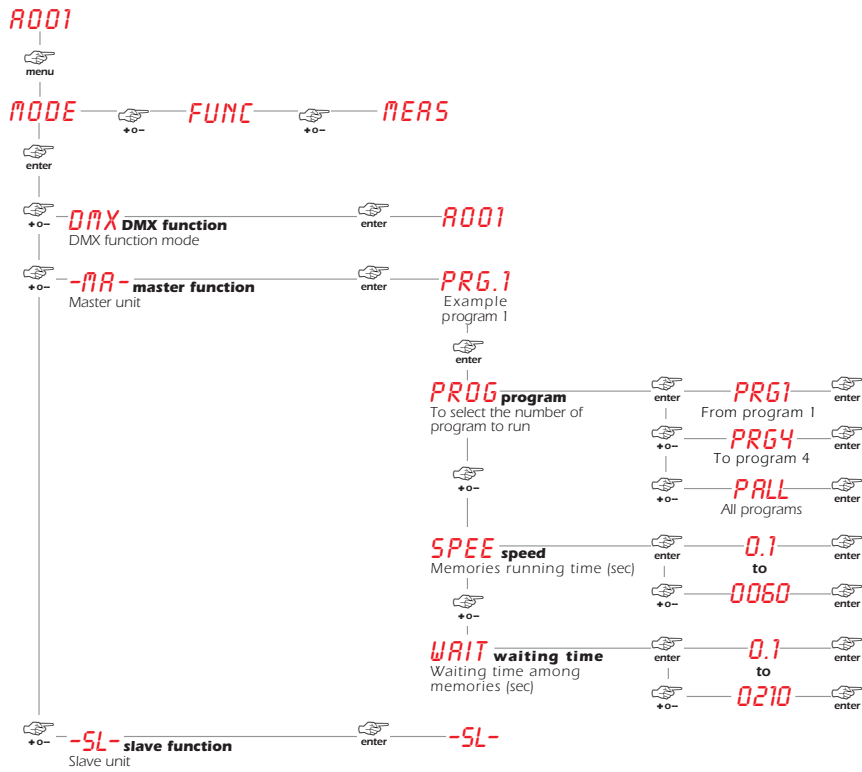 A001
menu
MODE + o – FUNC + o – MEAS
enter
+ o – DMX DMX function enter A001
DMX function mode
+ o – -MA- master function enter PRG.1
Master unit
Example
program 1
enter
PROG program enter PRG1 enter
To select the number of
program to run
From program 1
+ o – PRG4 enter
To program 4
+ o –
+ o – PALL enter
All programs
SPEE speed enter 0.1 enter
Memories running time (sec)
to
+ o – 0060 enter
+ o –
WAIT waiting time enter 0.1 enter
Waiting time among
memories (sec)
to
+ o – 0210 enter
+ o – -SL- slave function enter -SL-
Slave unit